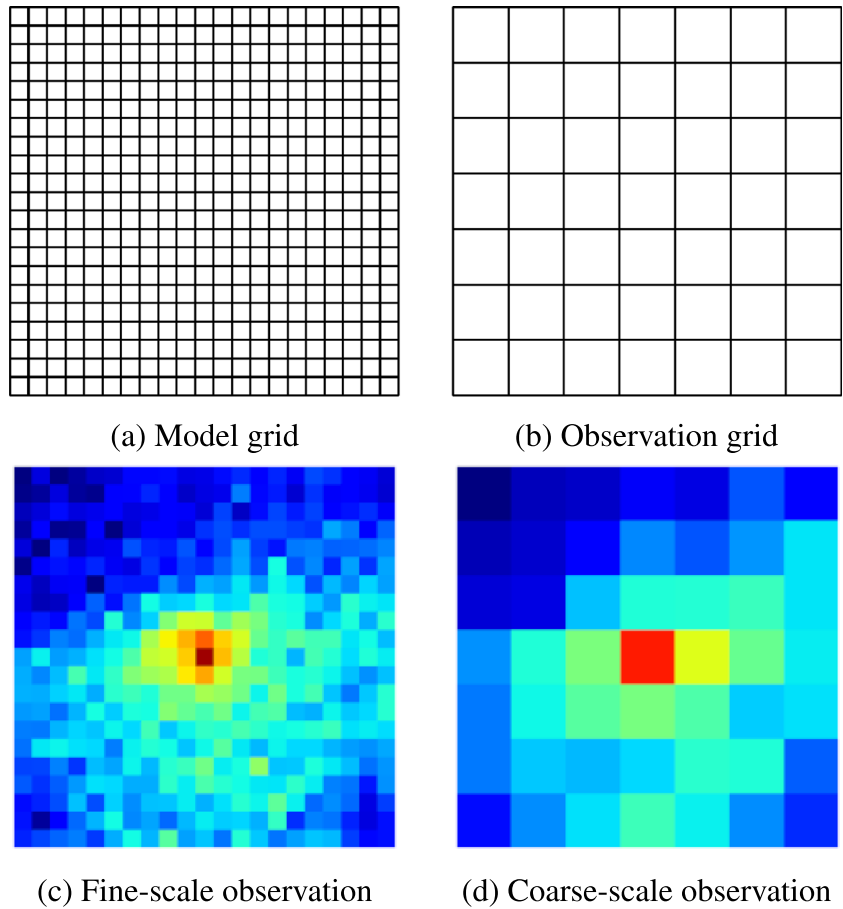 (a) Model grid
(b) Observation grid
(c) Fine-scale observation
(d) Coarse-scale observation